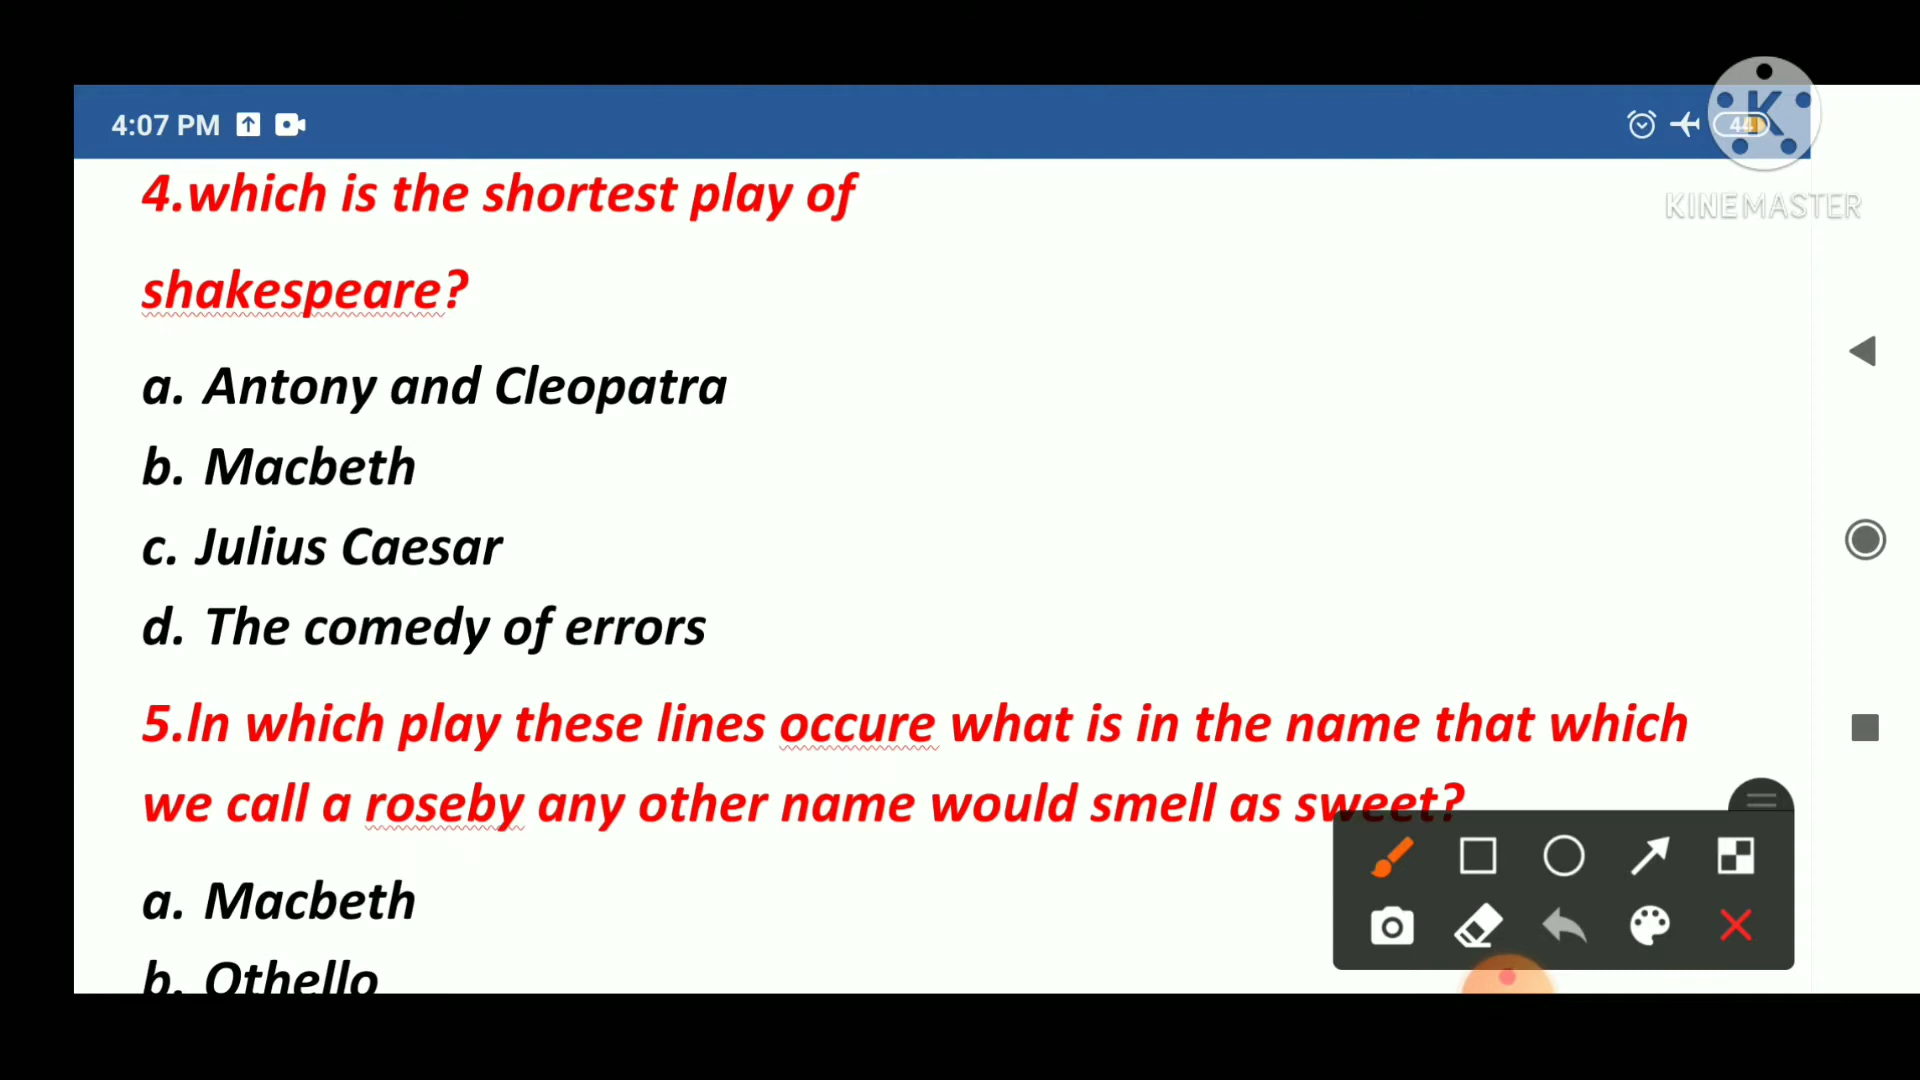 4:07 PM
44
K
KINEMASTER
4.which is the shortest play of
shakespeare?
a. Antony and Cleopatra
b. Macbeth
c. Julius Caesar
d. The comedy of errors
5.In which play these lines occure what is in the name that which
we call a roseby any other name would smell as sweet?
a. Macbeth
b. Othello